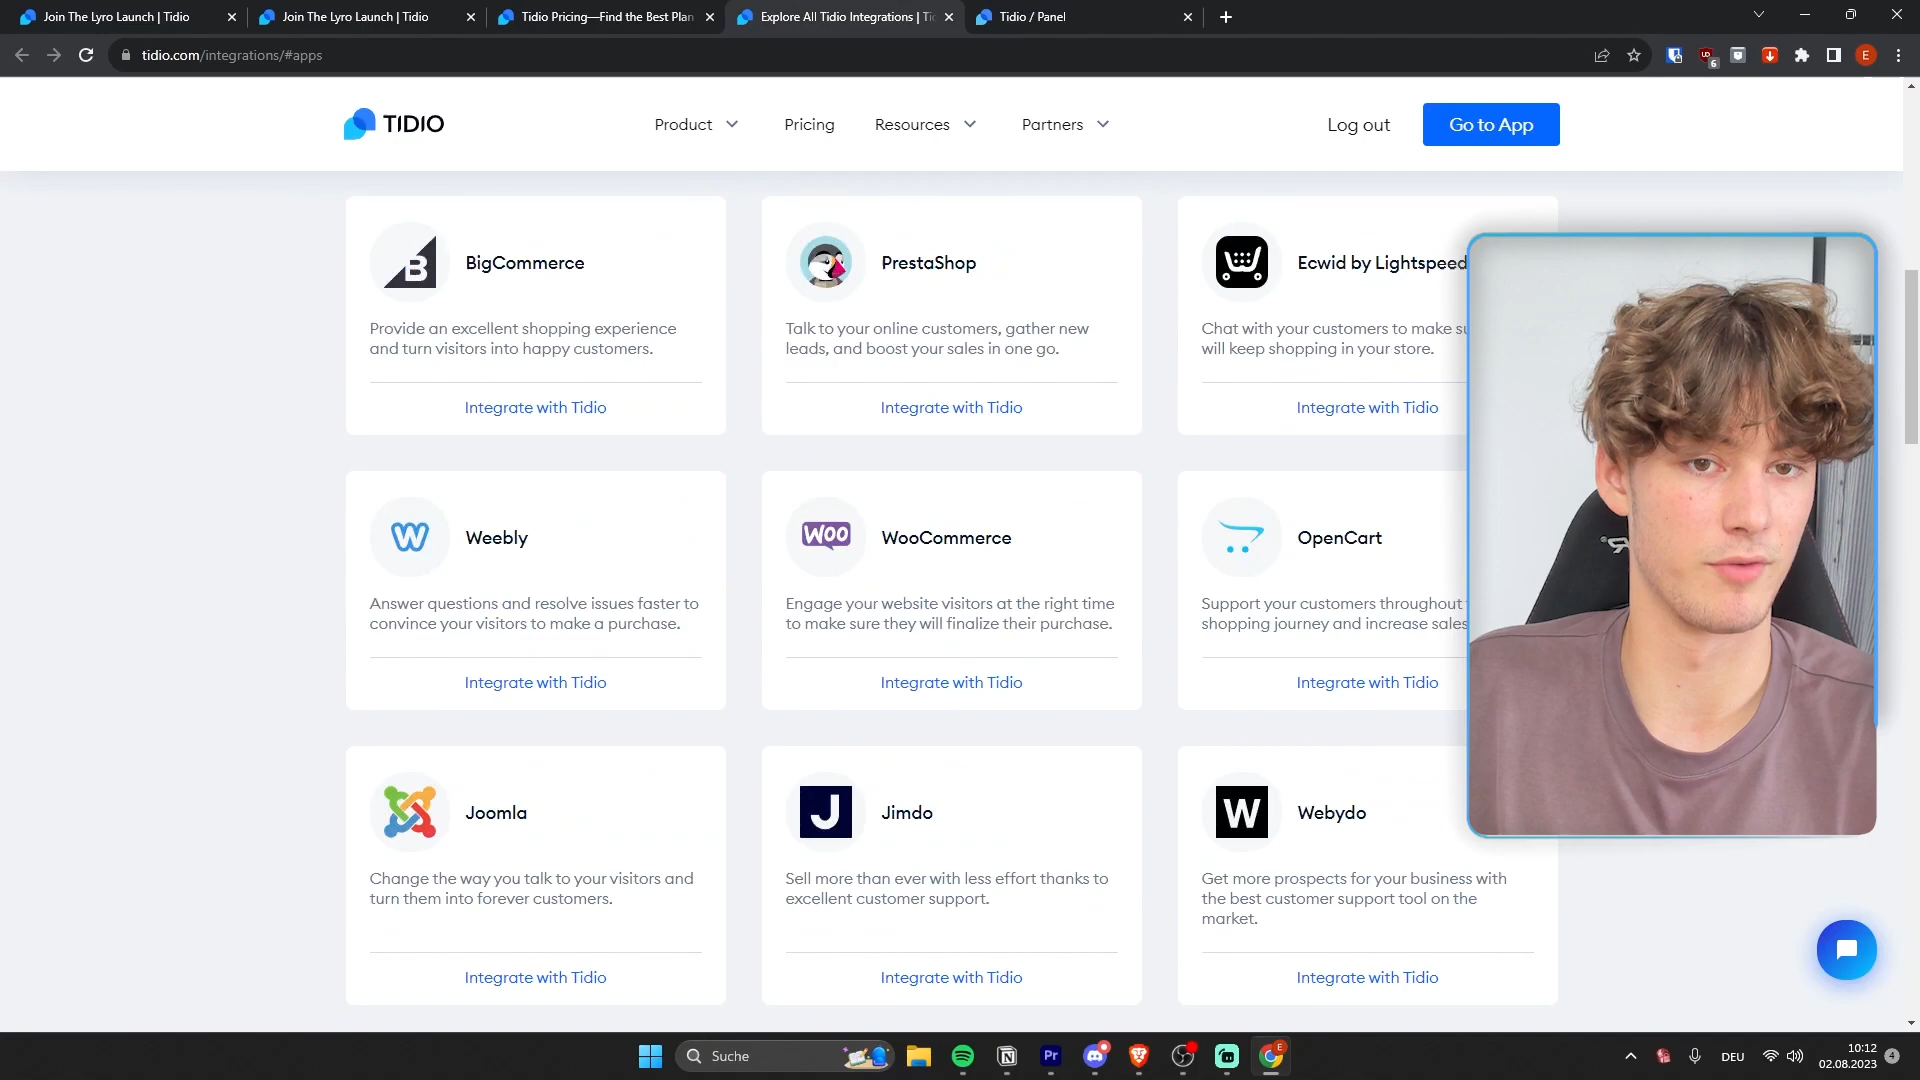 Join The Lyro Launch | Tidio
Join The Lyro Launch | Tidio
Tidio Pricing—Find the Best Plan
Explore All Tidio Integrations |
Tidio / Panel
tidio.com/integrations/#apps
6
E
TIDIO
Product
Pricing
Resources
Partners
Log out
Go to App
BigCommerce
Provide an excellent shopping experience
and turn visitors into happy customers.
Integrate with Tidio
PrestaShop
Talk to your online customers, gather new
leads, and boost your sales in one go.
Integrate with Tidio
Ecwid by Lightspeed
Chat with your customers to make
will keep shopping in your store.
Integrate with Tidio
Weebly
Answer questions and resolve issues faster to
convince your visitors to make a purchase.
Integrate with Tidio
WOO
WooCommerce
Engage your website visitors at the right time
to make sure they will finalize their purchase.
Integrate with Tidio
OpenCart
Support your customers throughout
shopping journey and increase sales
Integrate with Tidio
Joomla
Change the way you talk to your visitors and
turn them into forever customers.
Integrate with Tidio
J
Jimdo
Sell more than ever with less effort thanks to
excellent customer support.
Integrate with Tidio
W
Webydo
Get more prospects for your business with
the best customer support tool on the
market.
Integrate with Tidio
Suche
Pr
E
DEU
10:12
02.08.2023
4